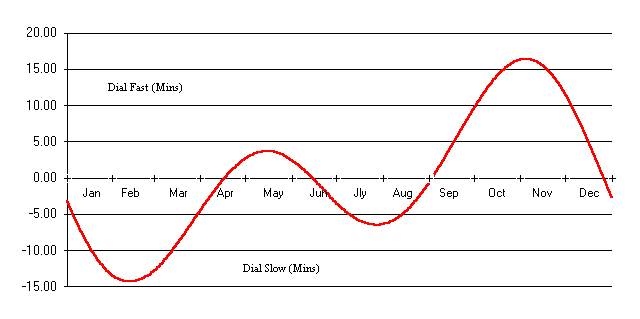 20.00
15.00
Dial Fast (Mins)
10.00
5.00
0.00
Jan Feb Mar Apr May Jun Jly Aug Sep Oct Nov Dec
-5.00
-10.00
Dial Slow (Mins)
-15.00